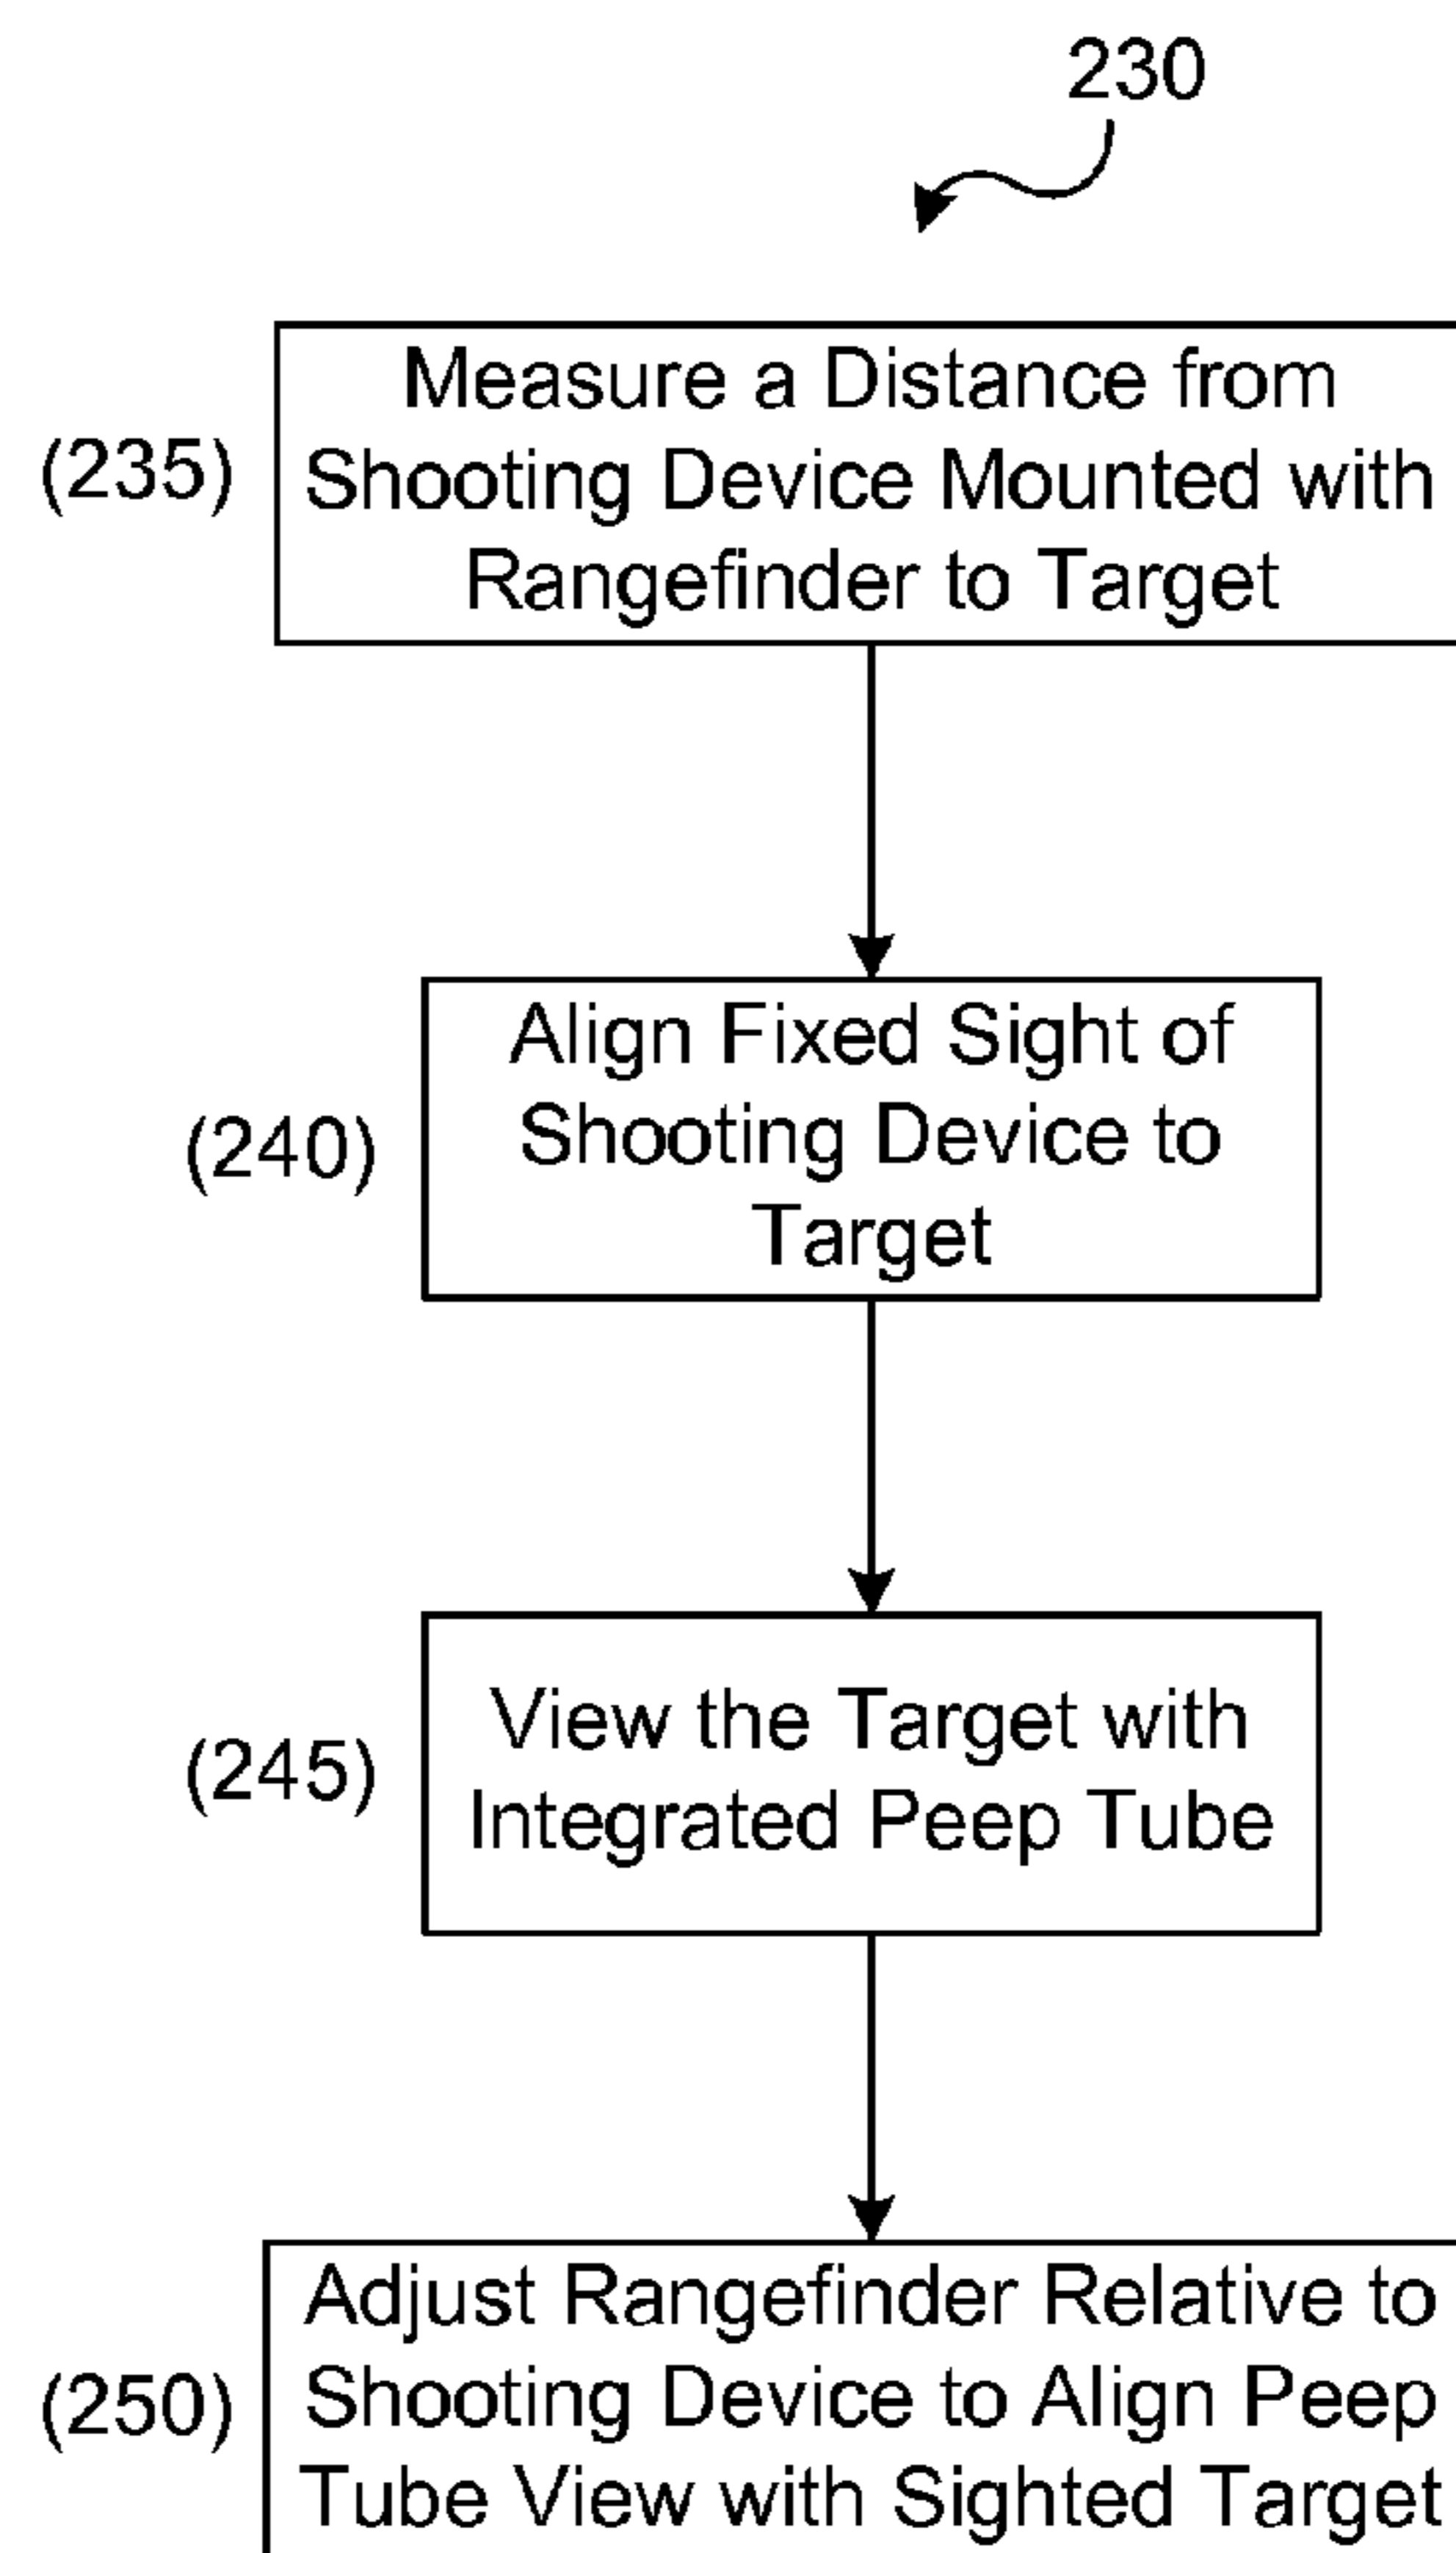 230
(235)
Measure a Distance from
Shooting Device Mounted with
Rangefinder to Target
(240)
Align Fixed Sight of
Shooting Device to
Target
(245)
View the Target with
Integrated Peep Tube
(250)
Adjust Rangefinder Relative to
Shooting Device to Align Peep
Tube View with Sighted Target